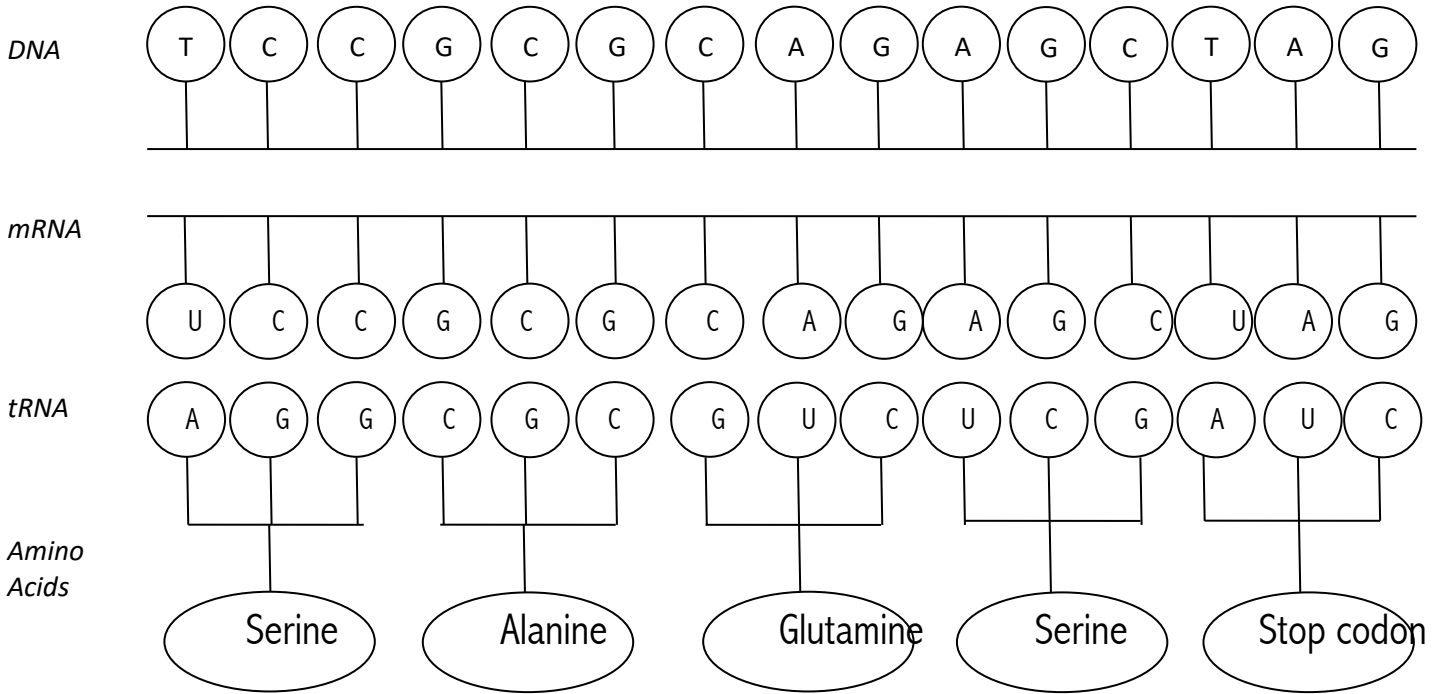 DNA T C C G C G C A G A G C T A G
mRNA
U C C G C G C A G A G C U A G
tRNA A G G C G C G U C U C G A U C
Amino
Acids
Serine Alanine Glutamine Serine Stop codon